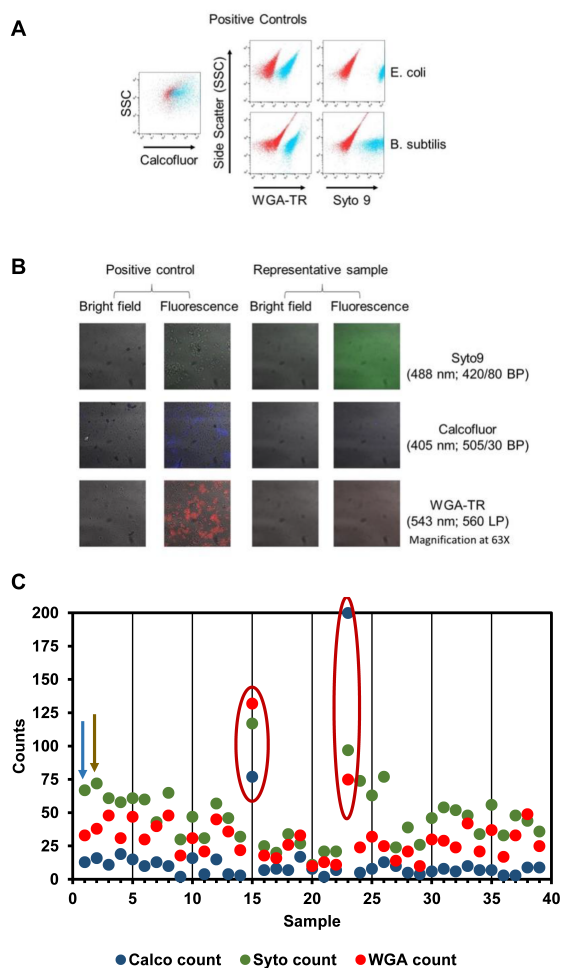 A
Positive Controls
SSC
Calcofluor
Side Scatter (SSC)
E. coli
B. subtilis
WGA-TR
Syto 9
B
Positive control
Representative sample
Bright field
Fluorescence
Bright field
Fluorescence
Syto9
(488 nm; 420/80 BP)
Calcofluor
(405 nm; 505/30 BP)
WGA-TR
(543 nm; 560 LP)
Magnification at 63X
C
200
175
150
125
100
75
50
25
0
Counts
0 5 10 15 20 25 30 35 40
Sample
Calco count
Syto count
WGA count